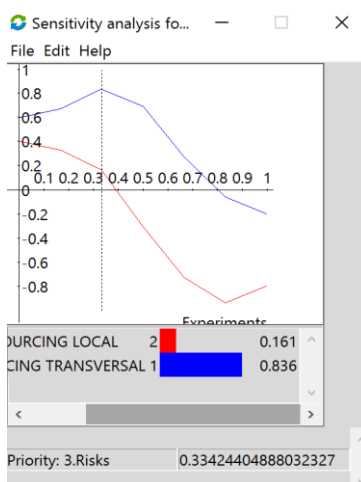 Sensitivity analysis fo...
File Edit Help
1
0.8
0.6
0.4
0.2
0.1 0.2 0.3 0.4 0.5 0.6 0.7 0.8 0.9 1
0
-0.2
-0.4
-0.6
-0.8
Experiments
OURCING LOCAL 2 0.161
CING TRANSVERSAL 1 0.836
Priority: 3.Risks 0.33424404888032327